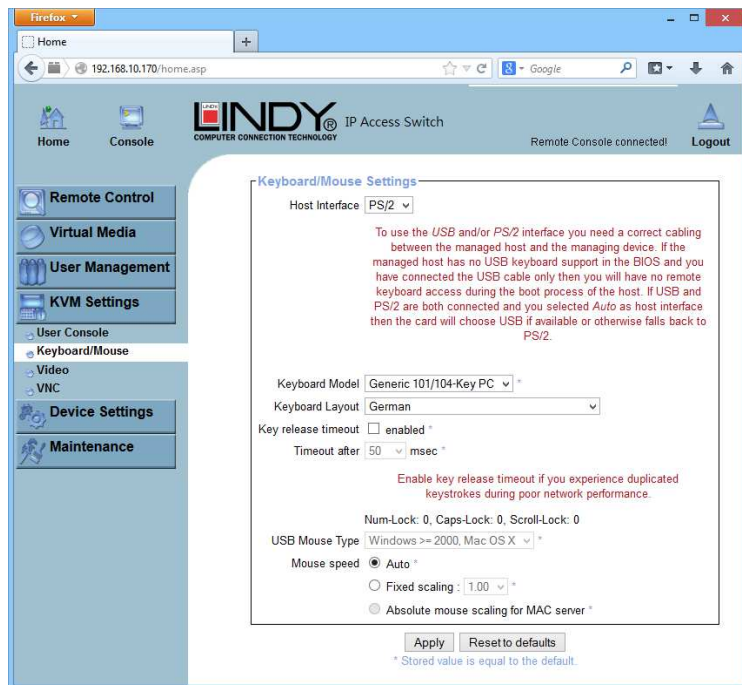 Firefox
Home
192.168.10.170/home.asp
Google
Home
Console
LINDY
LINDY® IP Access Switch
COMPUTER CONNECTION TECHNOLOGY
Remote Console connected!
Logout
Remote Control
Virtual Media
User Management
KVM Settings
User Console
Keyboard/Mouse
Video
VNC
Device Settings
Maintenance
Keyboard/Mouse Settings
Host Interface PS/2
To use the USB and/or PS/2 interface you need a correct cabling
between the managed host and the managing device. If the
managed host has no USB keyboard support in the BIOS and you
have connected the USB cable only then you will have no remote
keyboard access during the boot process of the host. If USB and
PS/2 are both connected and you selected Auto as host interface
then the card will choose USB if available or otherwise falls back to
PS/2.
Keyboard Model Generic 101/104-Key PC *
Keyboard Layout German
Key release timeout enabled *
Timeout after 50 msec *
Enable key release timeout if you experience duplicated
keystrokes during poor network performance.
Num-Lock: 0, Caps-Lock: 0, Scroll-Lock: 0
USB Mouse Type Windows >= 2000, Mac OS X *
Mouse speed Auto *
Fixed scaling : 1.00 *
Absolute mouse scaling for MAC server *
Apply Reset to defaults
* Stored value is equal to the default.